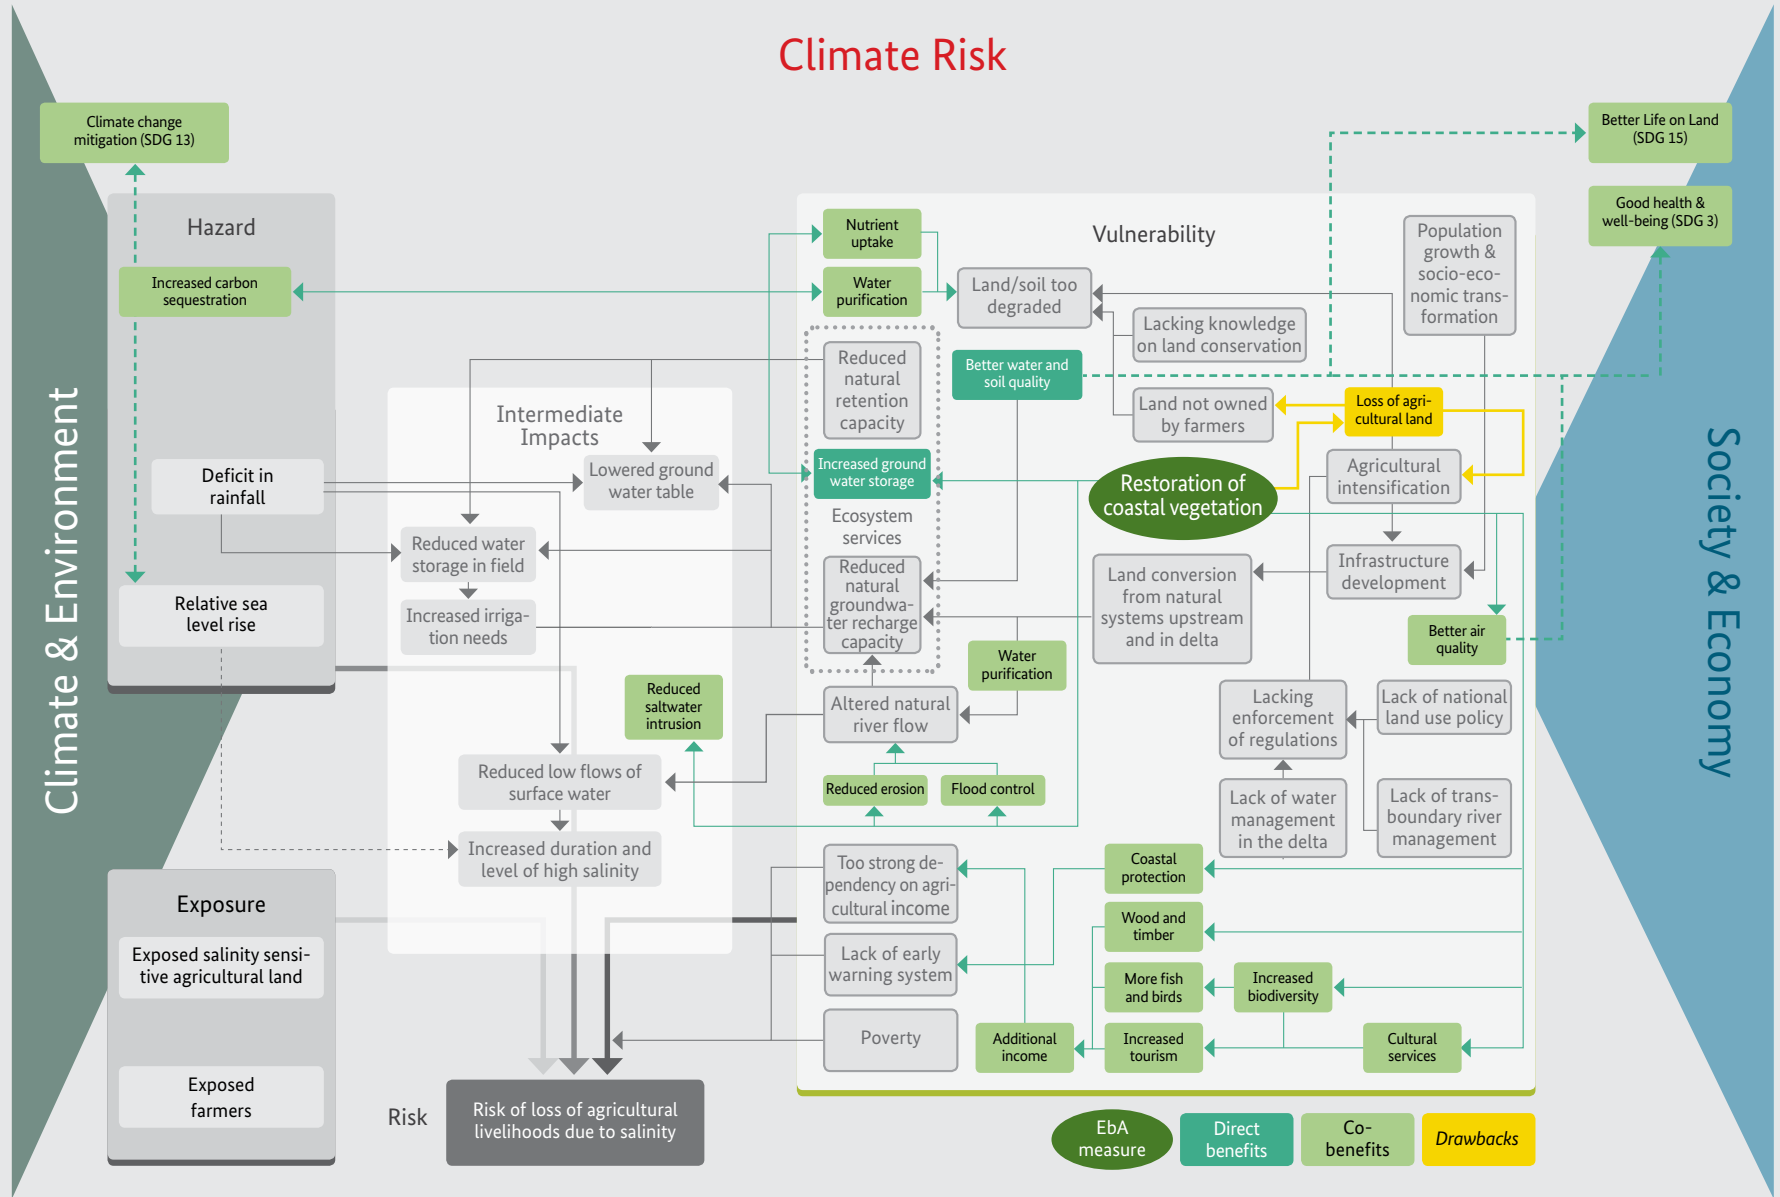 Climate Risk
Climate & Environment
Society & Economy
Climate change
mitigation (SDG 13)
Better Life on Land
(SDG 15)
Good health &
well-being (SDG 3)
Hazard
Increased carbon
sequestration
Deficit in
rainfall
Relative sea
level rise
Exposure
Exposed salinity sensi-
tive agricultural land
Exposed
farmers
Intermediate
Impacts
Lowered ground
water table
Reduced water
storage in field
Increased irriga-
tion needs
Reduced
saltwater
intrusion
Reduced low flows of
surface water
Increased duration and
level of high salinity
Risk
Risk of loss of agricultural
livelihoods due to salinity
Vulnerability
Nutrient
uptake
Water
purification
Land/soil too
degraded
Population
growth &
socio-eco-
nomic trans-
formation
Lacking knowledge
on land conservation
Reduced
natural
retention
capacity
Better water and
soil quality
Land not owned
by farmers
Loss of agri-
cultural land
Increased ground
water storage
Restoration of
coastal vegetation
Agricultural
intensification
Ecosystem
services
Reduced
natural
groundwa-
ter recharge
capacity
Land conversion
from natural
systems upstream
and in delta
Infrastructure
development
Better air
quality
Water
purification
Altered natural
river flow
Lacking
enforcement
of regulations
Lack of national
land use policy
Reduced erosion
Flood control
Lack of water
management
in the delta
Lack of trans-
boundary river
management
Too strong de-
pendency on agri-
cultural income
Coastal
protection
Wood and
timber
Lack of early
warning system
More fish
and birds
Increased
biodiversity
Poverty
Additional
income
Increased
tourism
Cultural
services
EbA
measure
Direct
benefits
Co-
benefits
Drawbacks